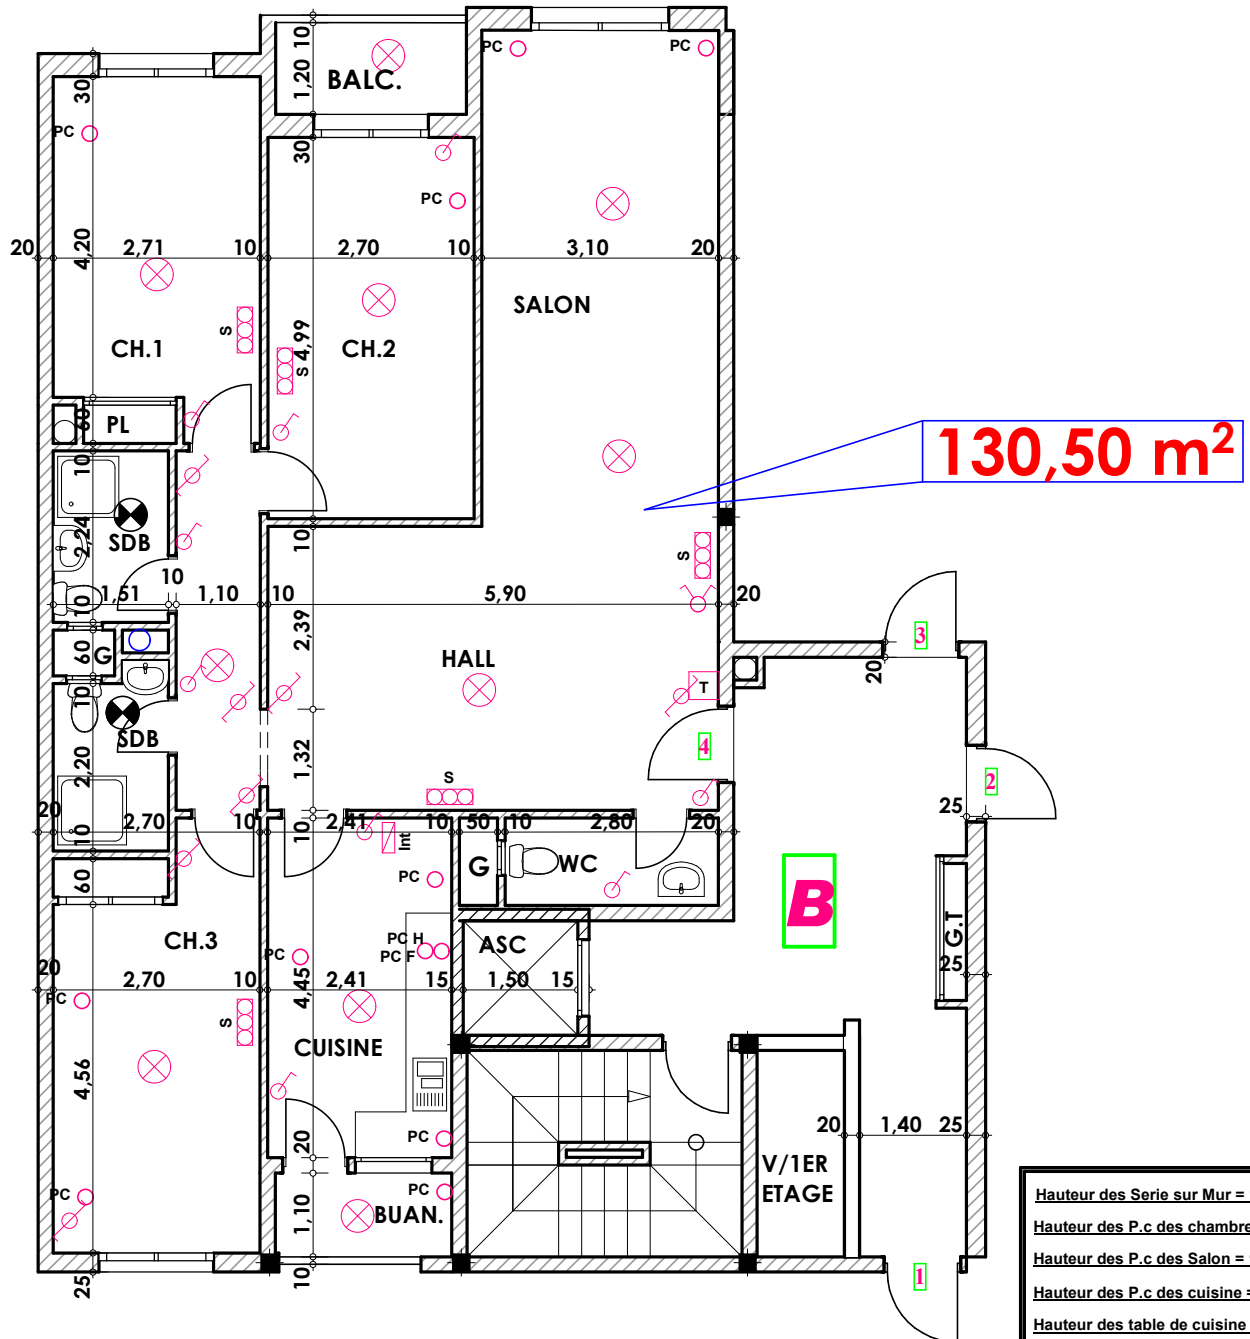 10
PC
PC
1,20
BALC.
30
PC
30
PC
20
4,20
2,71
10
2,70
10
3,10
20
SALON
S
CH.1
4,99
S
CH.2
60
PL
130,50 m²
10
2,24
SDB
10
S
10
1,51
10
1,10
10
5,90
20
2,39
60
G
HALL
3
20
10
T
SDB
4
1,32
2,20
2
S
25
20
10
2,70
10
10
2,41
Int
10
50
10
2,80
20
60
PC
G
WC
B
CH.3
PC H
PC F
PC
ASC
G.T
20
2,70
10
4,45
2,41
15
1,50
15
25
PC
S
CUISINE
4,56
20
1,40
25
PC
20
V/1ER
ETAGE
PC
PC
1,10
BUAN.
25
10
1
Hauteur des Serie sur Mur =
Hauteur des P.c des chambre
Hauteur des P.c des Salon =
Hauteur des P.c des cuisine =
Hauteur des table de cuisine